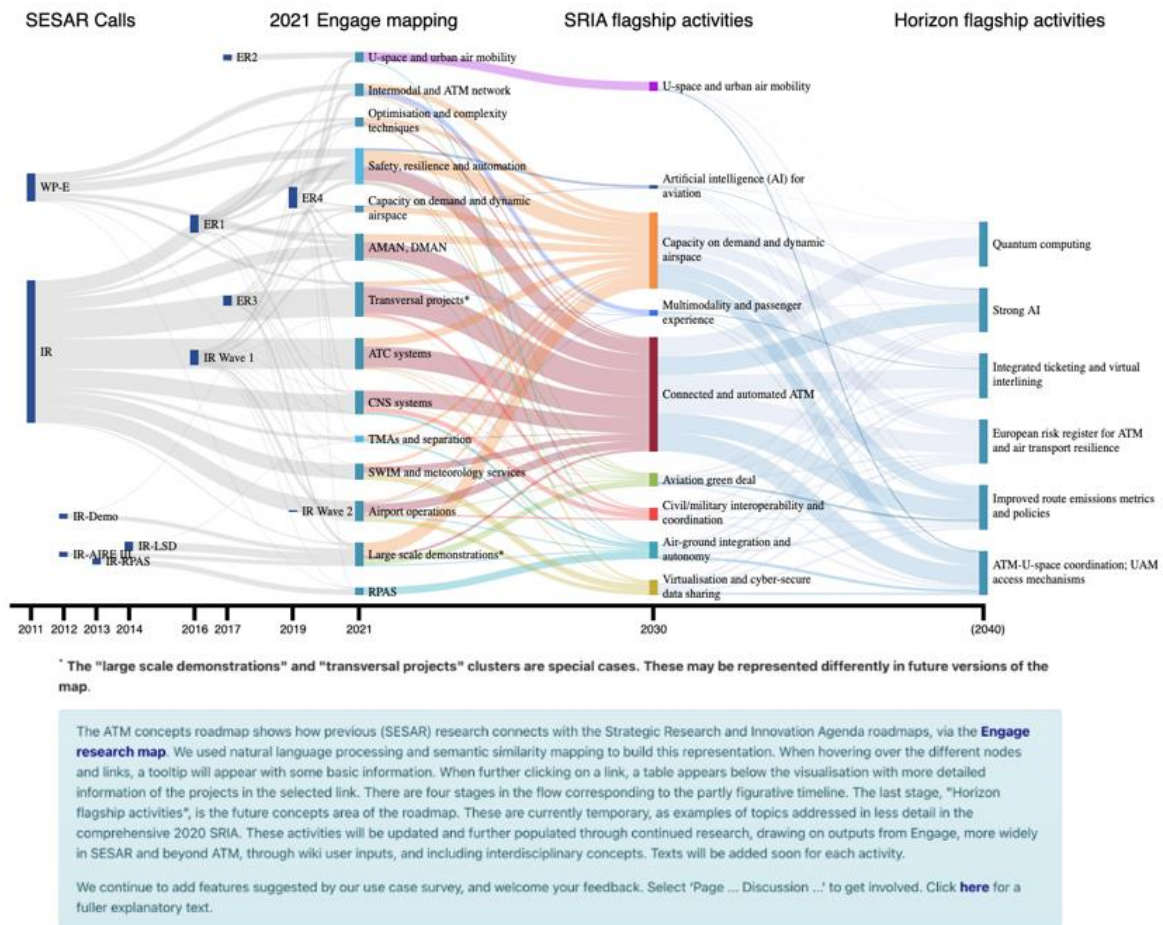 SESAR Calls
2021 Engage mapping
SRIA flagship activities
Horizon flagship activities
ER2
WP-E
ER4
ER1
ER3
IR
IR Wave 1
IR Wave 2
IR-Demo
IR-LSD
IR-AIRE III
IR-RPAS
U-space and urban air mobility
Intermodal and ATM network
Optimisation and complexity
techniques
Safety, resilience and automation
Capacity on demand and dynamic
airspace
AMAN, DMAN
Transversal projects*
ATC systems
CNS systems
TMAs and separation
SWIM and meteorology services
Airport operations
Large scale demonstrations*
RPAS
U-space and urban air mobility
Artificial intelligence (AI) for
aviation
Capacity on demand and dynamic
airspace
Multimodality and passenger
experience
Connected and automated ATM
Aviation green deal
Civil/military interoperability and
coordination
Air-ground integration and
autonomy
Virtualisation and cyber-secure
data sharing
Quantum computing
Strong AI
Integrated ticketing and virtual
interlining
European risk register for ATM
and air transport resilience
Improved route emissions metrics
and policies
ATM-U-space coordination; UAM
access mechanisms
2011 2012 2013 2014 2016 2017 2019 2021 2030 (2040)
* The "large scale demonstrations" and "transversal projects" clusters are special cases. These may be represented differently in future versions of the
map.
The ATM concepts roadmap shows how previous (SESAR) research connects with the Strategic Research and Innovation Agenda roadmaps, via the Engage
research map. We used natural language processing and semantic similarity mapping to build this representation. When hovering over the different nodes
and links, a tooltip will appear with some basic information. When further clicking on a link, a table appears below the visualisation with more detailed
information of the projects in the selected link. There are four stages in the flow corresponding to the partly figurative timeline. The last stage, "Horizon
flagship activities", is the future concepts area of the roadmap. These are currently temporary, as examples of topics addressed in less detail in the
comprehensive 2020 SRIA. These activities will be updated and further populated through continued research, drawing on outputs from Engage, more widely
in SESAR and beyond ATM, through wiki user inputs, and including interdisciplinary concepts. Texts will be added soon for each activity.
We continue to add features suggested by our use case survey, and welcome your feedback. Select 'Page ... Discussion ...' to get involved. Click here for a
fuller explanatory text.